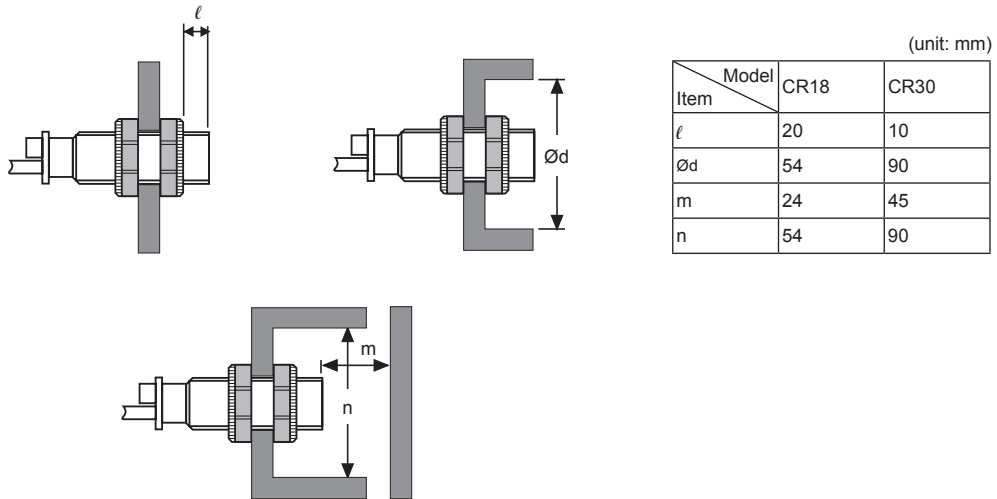 ℓ
Ød
(unit: mm)
Model
Item
CR18 CR30
ℓ 20 10
Ød 54 90
m 24 45
n 54 90
m
n